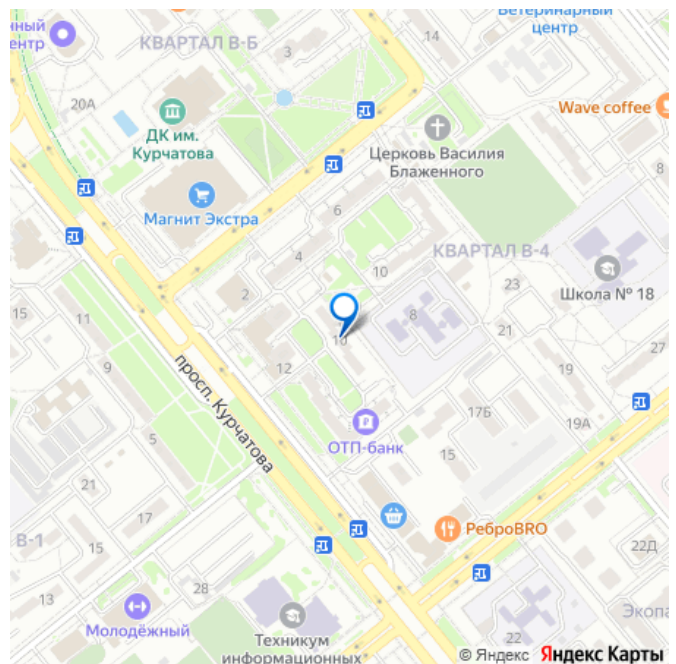 нный
ентр
КВАРТАЛ В-Б
3
14
Ветеринарный
центр
20А
ДК им.
Курчатова
Wave coffee
Церковь Василия
Блаженного
8
Магнит Экстра
6
4
10
КВАРТАЛ В-4
2
23
Школа № 18
15
11
8
21
10
27
12
19
просп. Курчатова
17Б
19А
5
ОТП-банк
15
21
17
РеброBRO
В-1
15
22Д
28
13
Молодёжный
Экопа
22
Техникум
информационных
© Яндекс Яндекс Карты